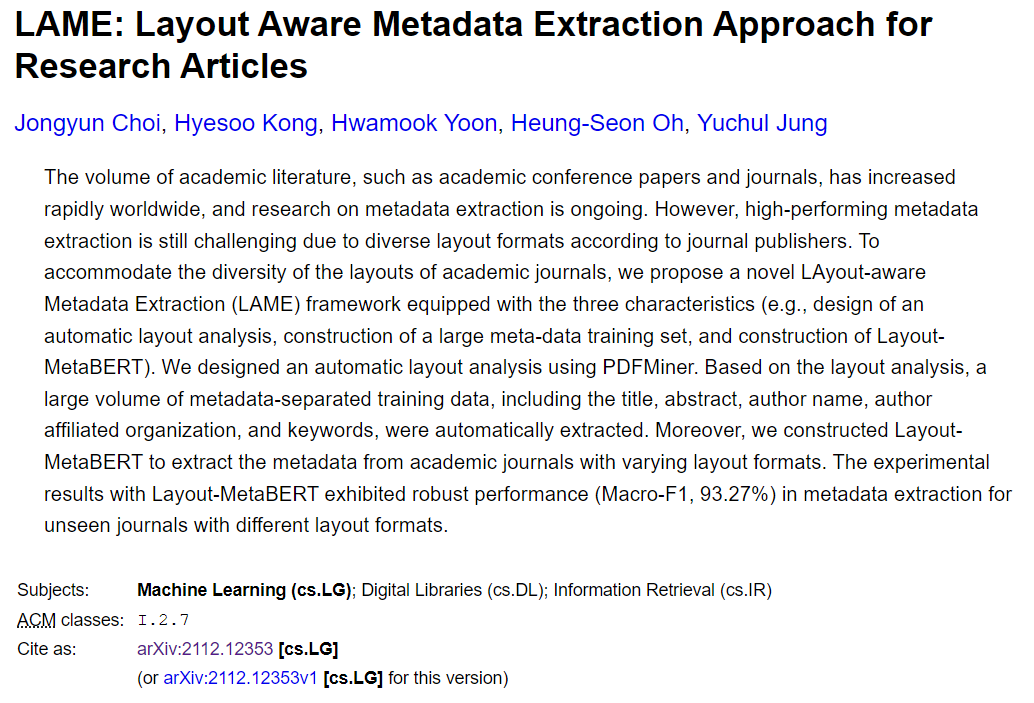 LAME: Layout Aware Metadata Extraction Approach for
Research Articles
Jongyun Choi, Hyesoo Kong, Hwamook Yoon, Heung-Seon Oh, Yuchul Jung
The volume of academic literature, such as academic conference papers and journals, has increased
rapidly worldwide, and research on metadata extraction is ongoing. However, high-performing metadata
extraction is still challenging due to diverse layout formats according to journal publishers. To
accommodate the diversity of the layouts of academic journals, we propose a novel LAyout-aware
Metadata Extraction (LAME) framework equipped with the three characteristics (e.g., design of an
automatic layout analysis, construction of a large meta-data training set, and construction of Layout-
MetaBERT). We designed an automatic layout analysis using PDFMiner. Based on the layout analysis, a
large volume of metadata-separated training data, including the title, abstract, author name, author
affiliated organization, and keywords, were automatically extracted. Moreover, we constructed Layout-
MetaBERT to extract the metadata from academic journals with varying layout formats. The experimental
results with Layout-MetaBERT exhibited robust performance (Macro-F1, 93.27%) in metadata extraction for
unseen journals with different layout formats.
Subjects: Machine Learning (cs.LG); Digital Libraries (cs.DL); Information Retrieval (cs.IR)
ACM classes: I.2.7
Cite as: arXiv:2112.12353 [cs.LG]
(or arXiv:2112.12353v1 [cs.LG] for this version)